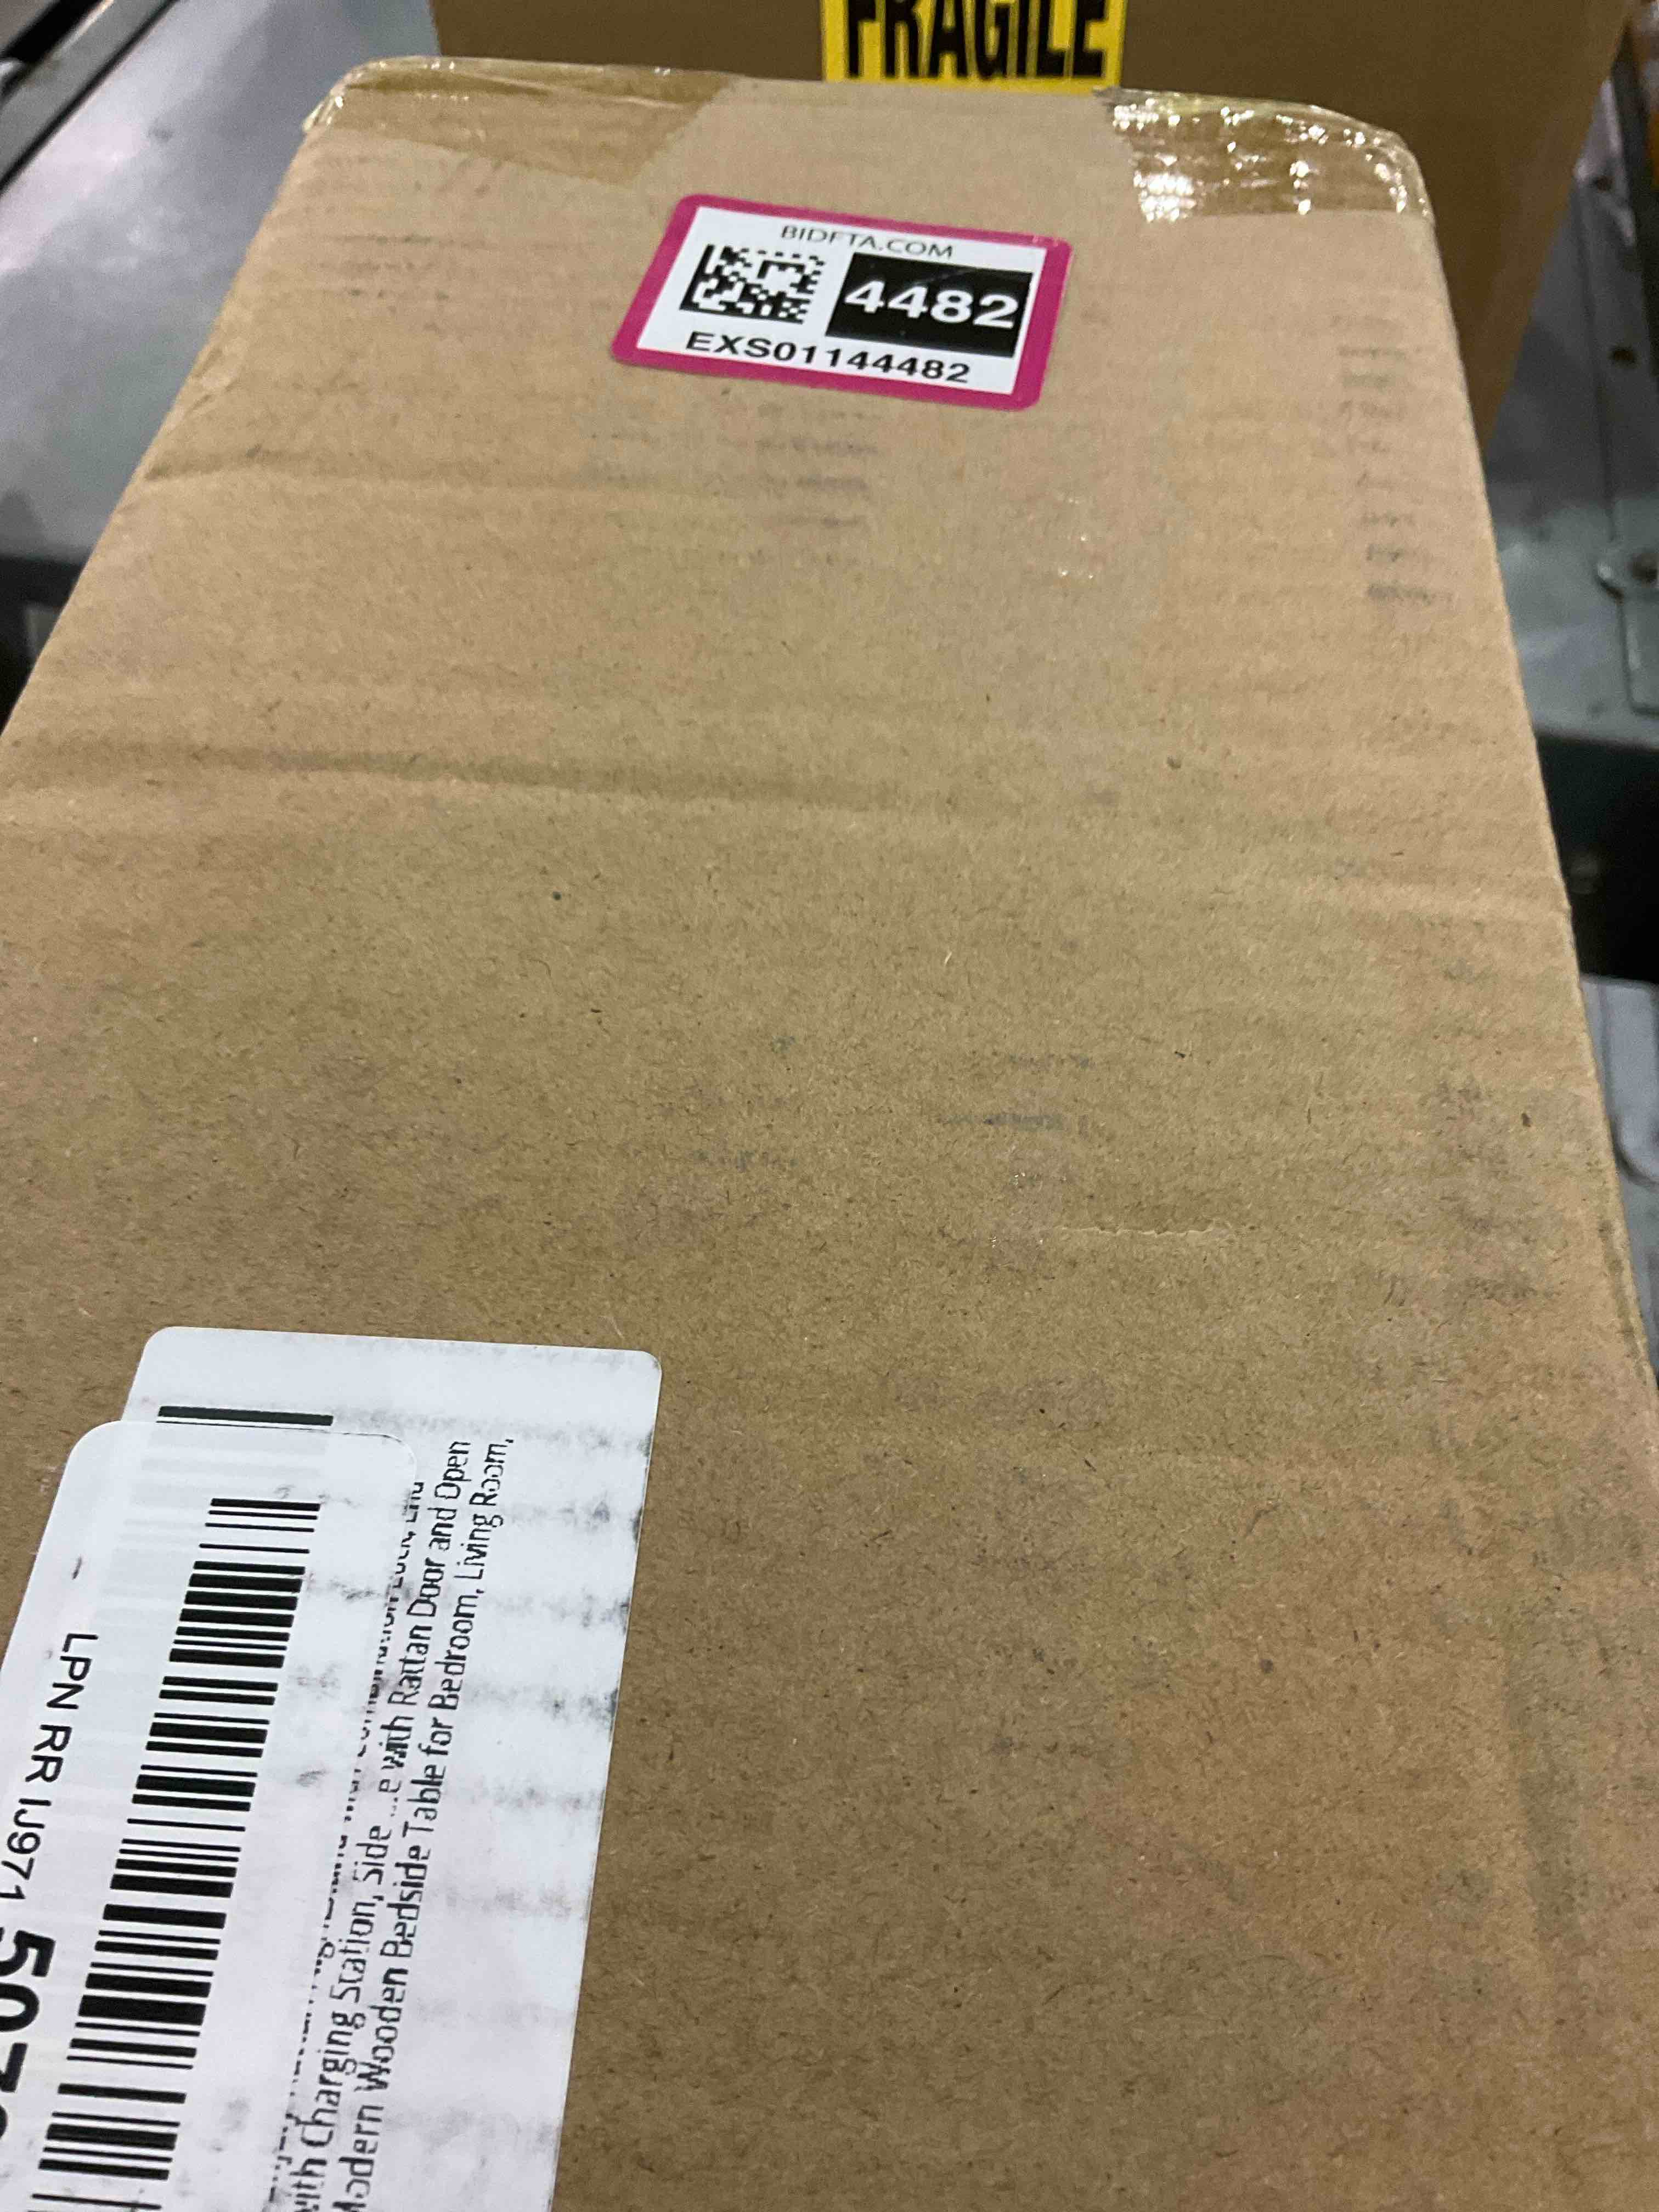 FRAGILE
BIDFTA.COM
4482
EXS01144482
with Charging Station, Side with Rattan Door and Open
Modern Wooden Bedside Table for Bedroom, Living Room,
LPN RR IJ971